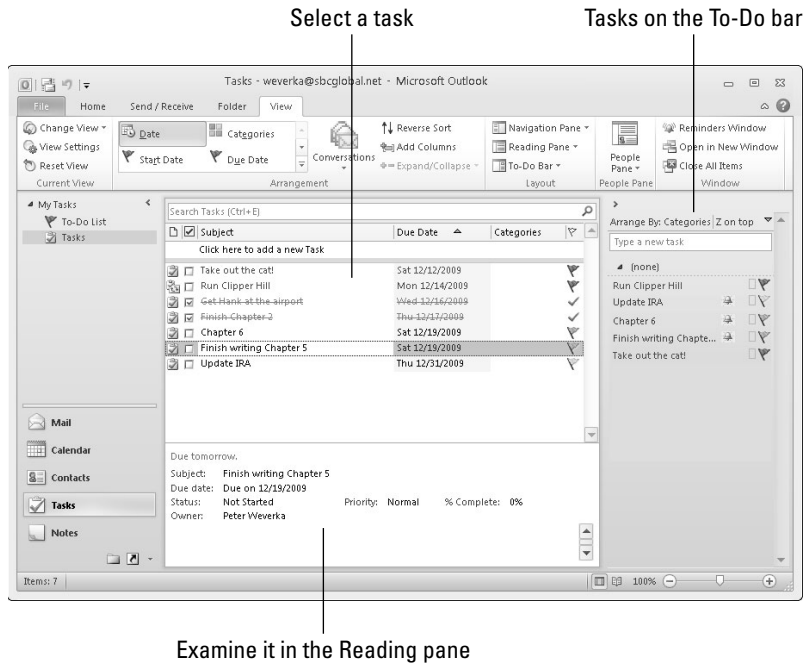 Select a task
Tasks on the To-Do bar
Tasks - weverka@sbcglobal.net - Microsoft Outlook
File Home Send / Receive Folder View
Change View
View Settings
Reset View
Current View
Date Categories
Start Date Due Date
Conversations
Reverse Sort
Add Columns
Expand/Collapse
Arrangement
Navigation Pane
Reading Pane
To-Do Bar
Layout
People Pane
People Pane
Reminders Window
Open in New Window
Close All Items
Window
My Tasks
To-Do List
Tasks
Search Tasks (Ctrl+E)
Subject Due Date Categories
Click here to add a new Task
Take out the cat! Sat 12/12/2009
Run Clipper Hill Mon 12/14/2009
Get Hank at the airport Wed 12/16/2009
Finish Chapter 2 Thu 12/17/2009
Chapter 6 Sat 12/19/2009
Finish writing Chapter 5 Sat 12/19/2009
Update IRA Thu 12/31/2009
Arrange By: Categories Z on top
Type a new task
(none)
Run Clipper Hill
Update IRA
Chapter 6
Finish writing Chapte...
Take out the cat!
Mail
Calendar
Contacts
Tasks
Notes
Due tomorrow.
Subject: Finish writing Chapter 5
Due date: Due on 12/19/2009
Status: Not Started Priority: Normal % Complete: 0%
Owner: Peter Weverka
Items: 7
100%
Examine it in the Reading pane